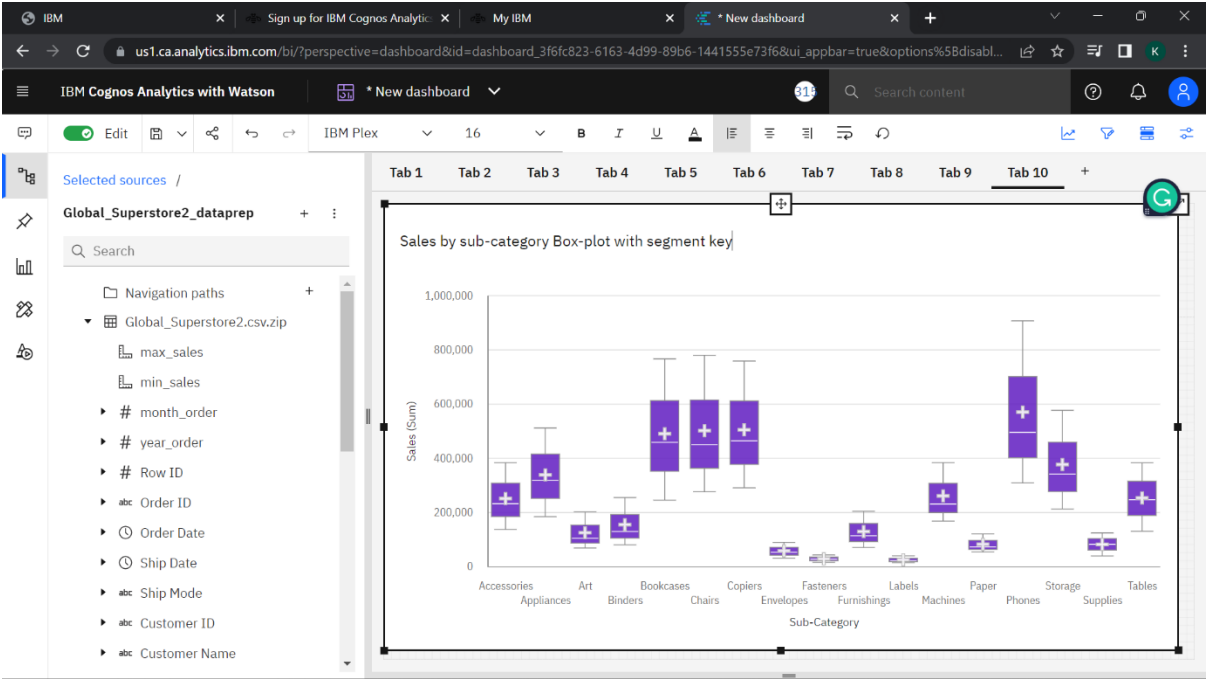 IBM
Sign up for IBM Cognos Analytic
My IBM
* New dashboard
us1.ca.analytics.ibm.com/bi/?perspective=dashboard&id=dashboard_3f6fc823-6163-4d99-89b6-1441555e73f6&ui_appbar=true&options%5Bdisabl...
K
IBM Cognos Analytics with Watson
* New dashboard
315
Search content
Edit
IBM Plex
16
B I U A
Tab 1 Tab 2 Tab 3 Tab 4 Tab 5 Tab 6 Tab 7 Tab 8 Tab 9 Tab 10 +
Selected sources /
Global_Superstore2_dataprep
Search
Navigation paths
Global_Superstore2.csv.zip
max_sales
min_sales
# month_order
# year_order
# Row ID
abc Order ID
Order Date
Ship Date
abc Ship Mode
abc Customer ID
abc Customer Name
G
Sales by sub-category Box-plot with segment key
1,000,000
800,000
600,000
400,000
200,000
0
Sales (Sum)
Accessories Art Bookcases Copiers Fasteners Labels Paper Storage Tables
Appliances Binders Chairs Envelopes Furnishings Machines Phones Supplies
Sub-Category